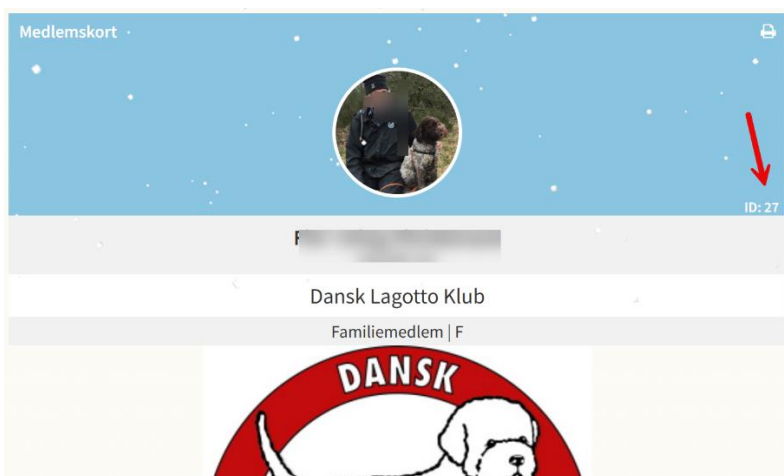 Medlemskort
ID: 27
Dansk Lagotto Klub
Familiemedlem | F
DANSK